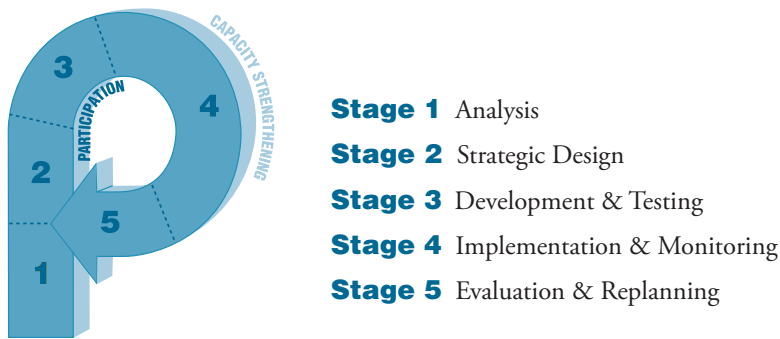 CAPACITY STRENGTHENING
PARTICIPATION
3
4
2
5
1
Stage 1 Analysis
Stage 2 Strategic Design
Stage 3 Development & Testing
Stage 4 Implementation & Monitoring
Stage 5 Evaluation & Replanning